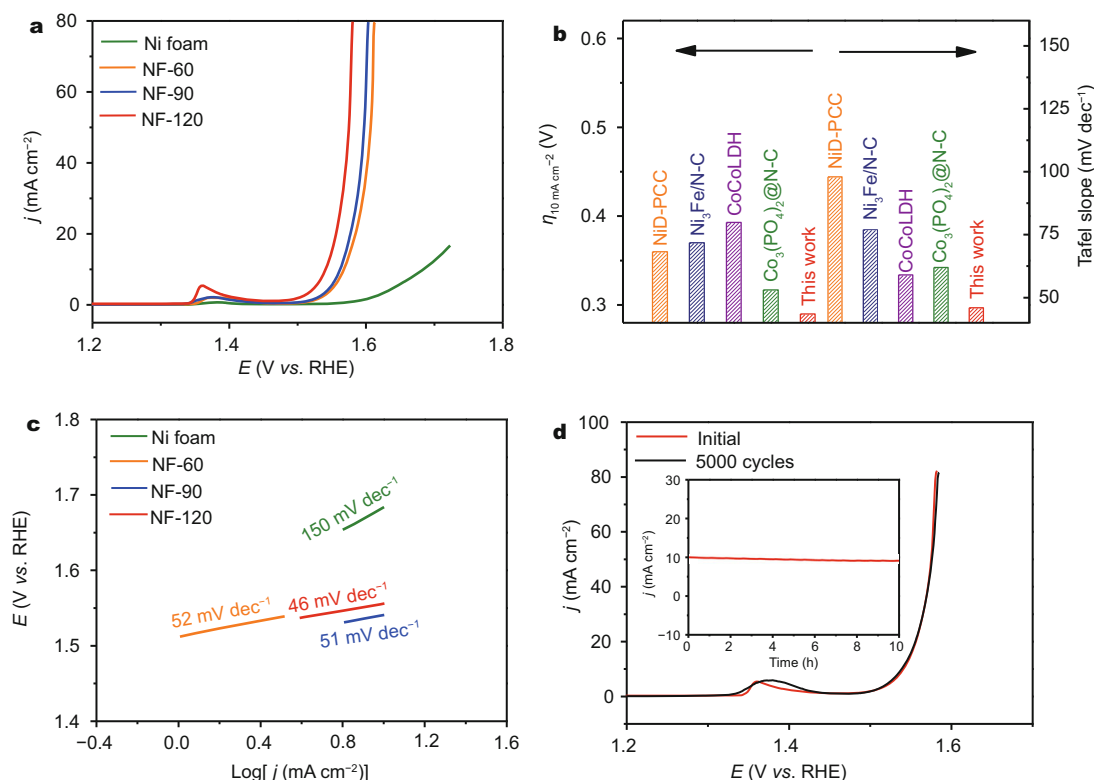 a
80
60
40
20
0
j (mA cm⁻²)
Ni foam
NF-60
NF-90
NF-120
1.2
1.4
1.6
1.8
E (V vs. RHE)
b
0.6
0.5
0.4
0.3
η10 mA cm−2 (V)
NiD-PCC
Ni₃Fe/N-C
CoCoLDH
Co₃(PO₄)₂@N-C
This work
NiD-PCC
Ni₃Fe/N-C
CoCoLDH
Co₃(PO₄)₂@N-C
This work
150
125
100
75
50
Tafel slope (mV dec⁻¹)
c
1.8
1.7
1.6
1.5
1.4
E (V vs. RHE)
Ni foam
NF-60
NF-90
NF-120
150 mV dec⁻¹
52 mV dec⁻¹
46 mV dec⁻¹
51 mV dec⁻¹
−0.4
0.0
0.4
0.8
1.2
1.6
Log[ j (mA cm⁻²)]
d
100
80
60
40
20
0
j (mA cm⁻²)
Initial
5000 cycles
30
20
10
0
−10
j (mA cm⁻²)
0
2
4
6
8
10
Time (h)
1.2
1.4
1.6
E (V vs. RHE)